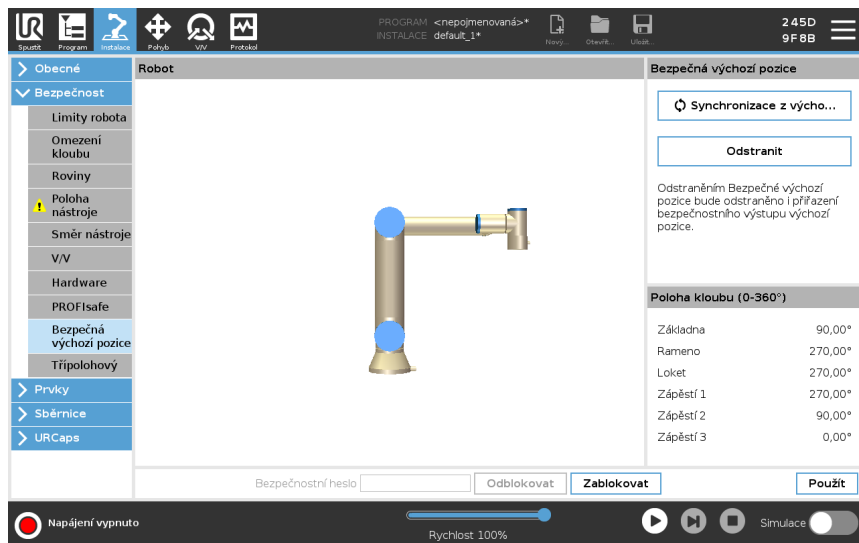 UR
PROGRAM <nepojmenovaná>*
INSTALACE default_1*
245D
9F8B
Spustit Program Instalace Pohyb V/V Protokol Nový... Otevřít... Uložit...
Obecné
Robot
Bezpečná výchozí pozice
Bezpečnost
Limity robota
Omezení
kloubu
Roviny
Poloha
nástroje
Směr nástroje
V/V
Hardware
PROFIsafe
Bezpečná
výchozí pozice
Třípolohový
Prvky
Sběrnice
URCaps
Synchronizace z výcho...
Odstranit
Odstraněním Bezpečné výchozí
pozice bude odstraněno i přiřazení
bezpečnostního výstupu výchozí
pozice.
Poloha kloubu (0-360°)
Základna 90,00°
Rameno 270,00°
Loket 270,00°
Zápěstí 1 270,00°
Zápěstí 2 90,00°
Zápěstí 3 0,00°
Bezpečnostní heslo Odblokovat Zablokovat Použít
Napájení vypnuto
Rychlost 100%
Simulace